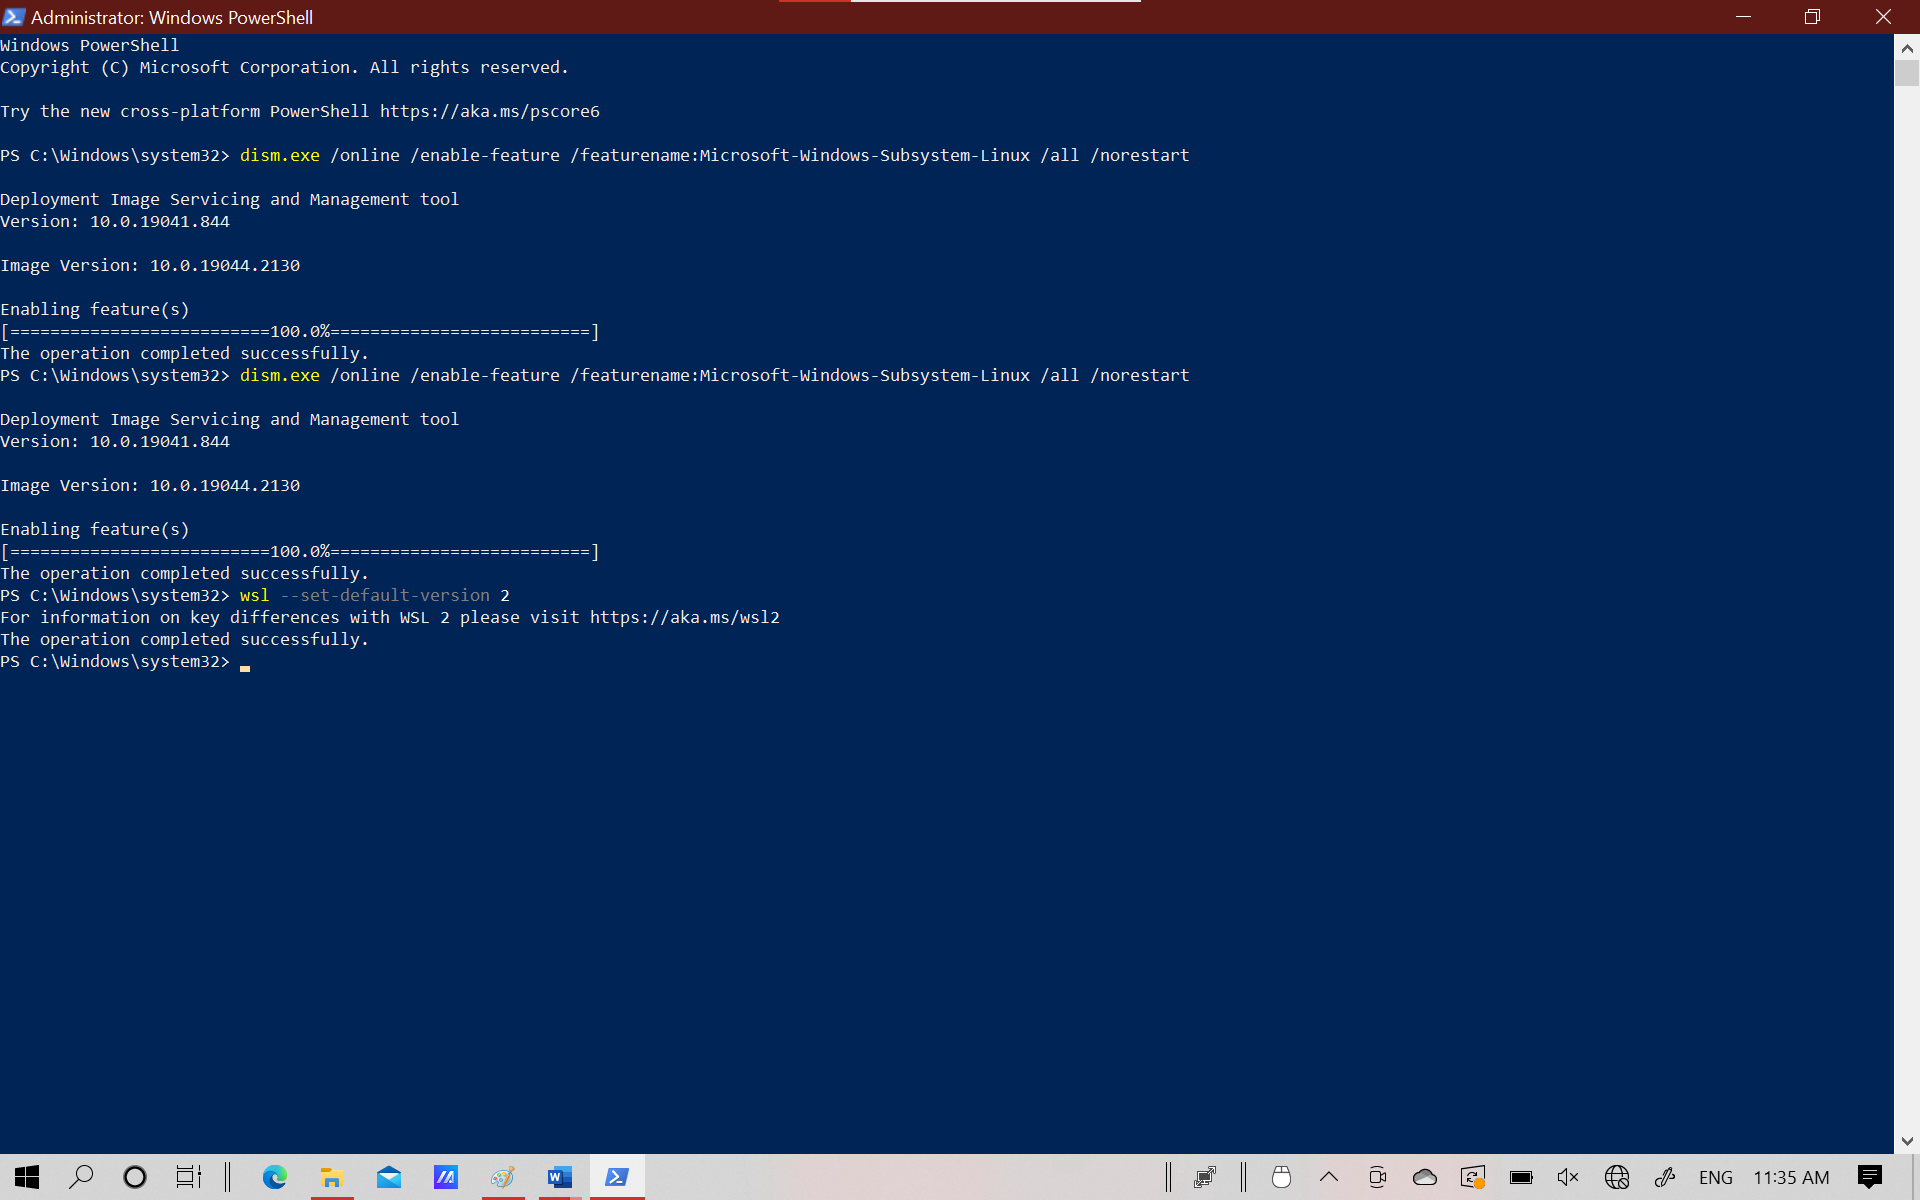 Administrator: Windows PowerShell
Windows PowerShell
Copyright (C) Microsoft Corporation. All rights reserved.
Try the new cross-platform PowerShell https://aka.ms/pscore6
PS C:\Windows\system32> dism.exe /online /enable-feature /featurename:Microsoft-Windows-Subsystem-Linux /all /norestart
Deployment Image Servicing and Management tool
Version: 10.0.19041.844
Image Version: 10.0.19044.2130
Enabling feature(s)
[==========================100.0%==========================]
The operation completed successfully.
PS C:\Windows\system32> dism.exe /online /enable-feature /featurename:Microsoft-Windows-Subsystem-Linux /all /norestart
Deployment Image Servicing and Management tool
Version: 10.0.19041.844
Image Version: 10.0.19044.2130
Enabling feature(s)
[==========================100.0%==========================]
The operation completed successfully.
PS C:\Windows\system32> wsl --set-default-version 2
For information on key differences with WSL 2 please visit https://aka.ms/wsl2
The operation completed successfully.
PS C:\Windows\system32>
ENG 11:35 AM